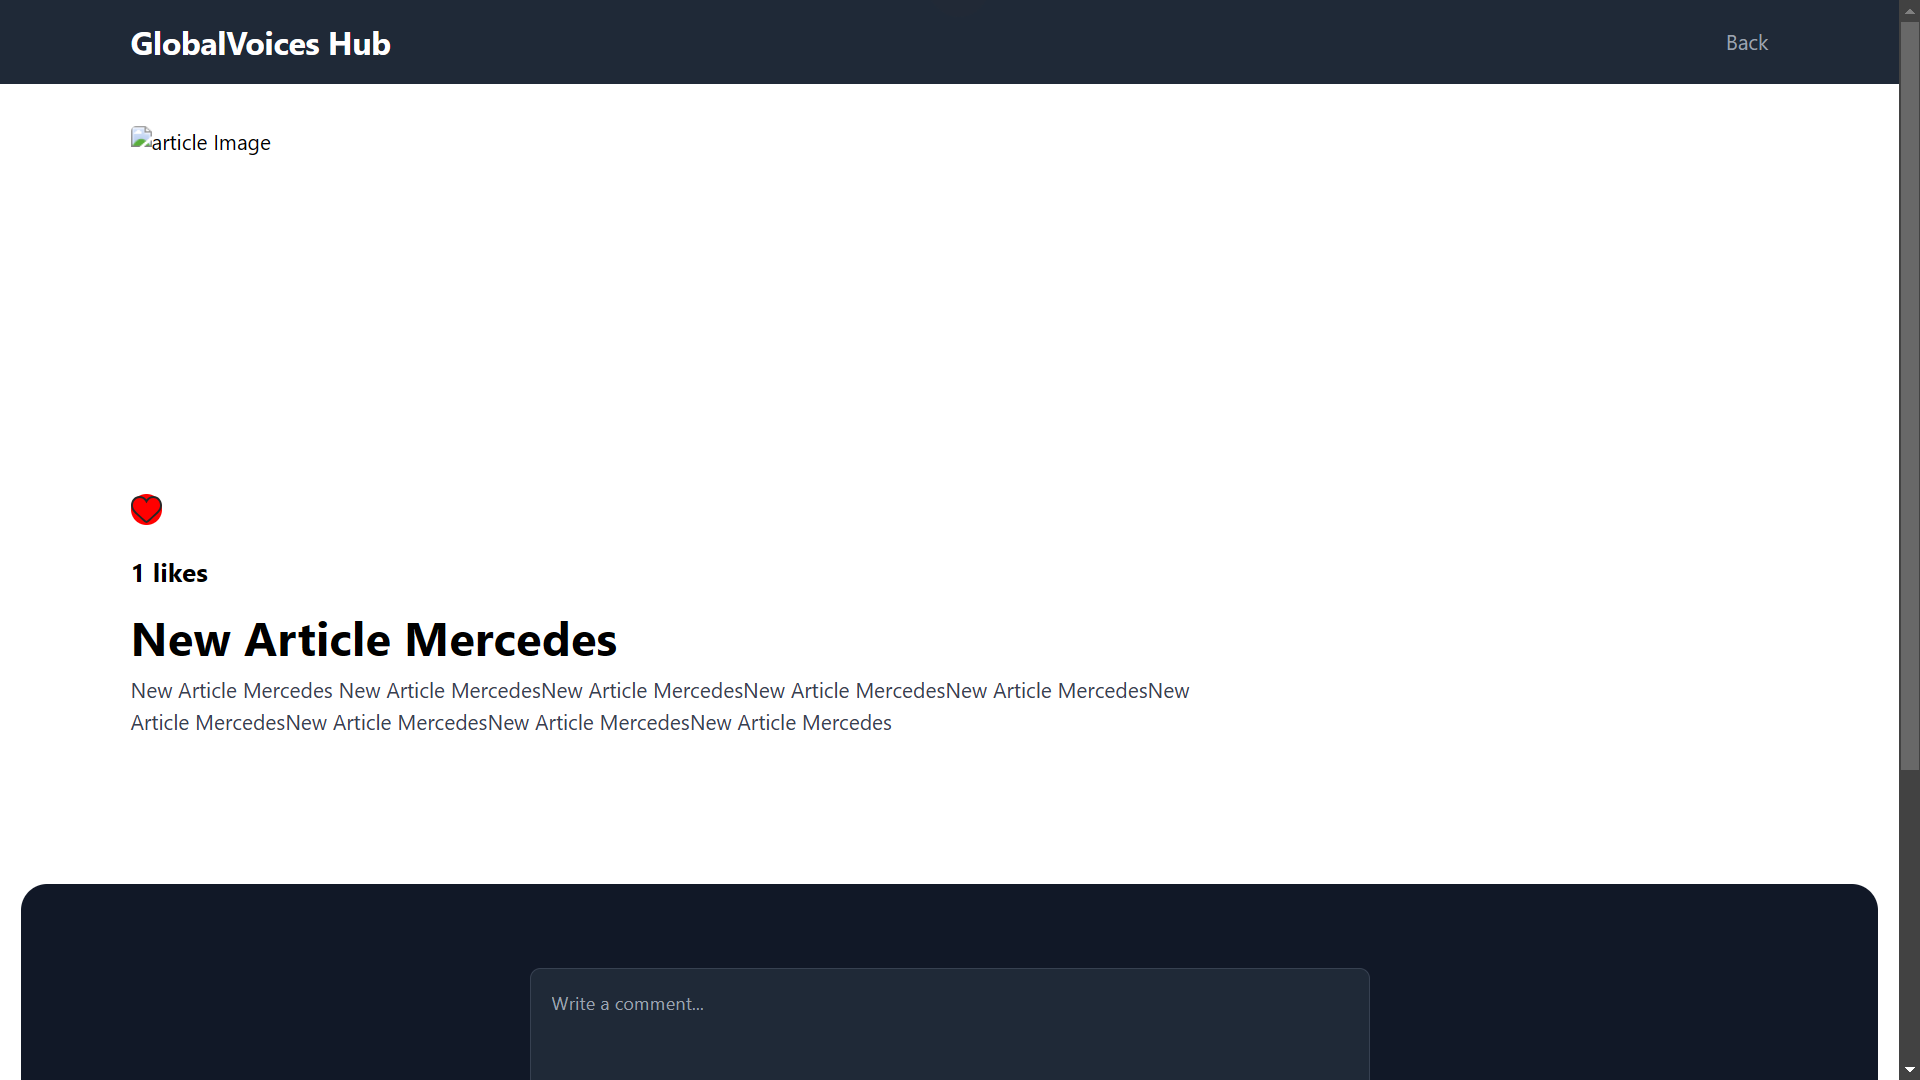 GlobalVoices Hub
Back
article Image
1 likes
New Article Mercedes
New Article Mercedes New Article MercedesNew Article MercedesNew Article MercedesNew Article MercedesNew
Article MercedesNew Article MercedesNew Article MercedesNew Article Mercedes
Write a comment...